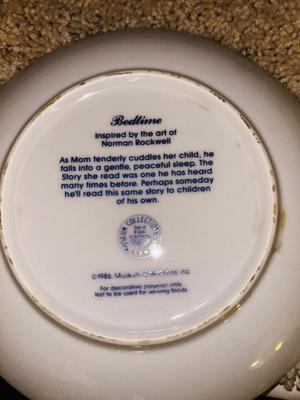 Bedtime
Inspired by the art of
Norman Rockwell
As Mom tenderly cuddles her child, he
falls into a gentle, peaceful sleep. The
Story she read was one he has heard
many times before. Perhaps someday
he'll read this same story to children
of his own.
MUSEUM COLLECTIONS
©1986, Museum Collections, Inc.
For decorative purposes only
Not to be used for serving foods